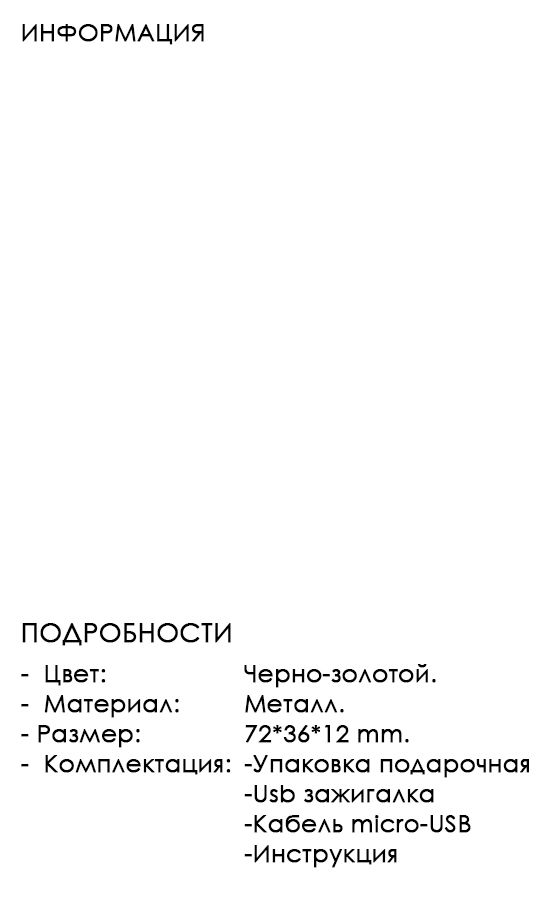 ИНФОРМАЦИЯ
ПОДРОБНОСТИ
- Цвет: Черно-золотой.
- Материал: Металл.
- Размер: 72*36*12 mm.
- Комплектация: -Упаковка подарочная
-Usb зажигалка
-Кабель micro-USB
-Инструкция